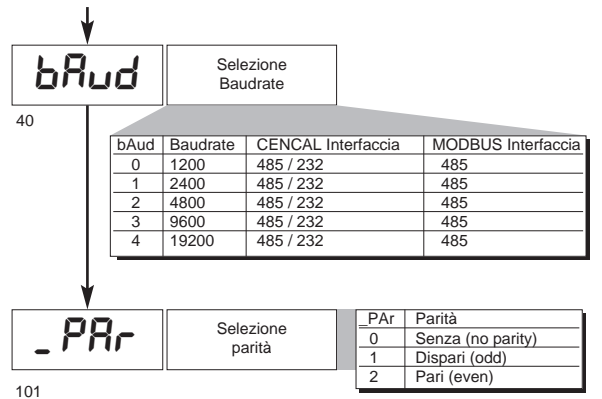 bAud
Selezione
Baudrate
40
bAud Baudrate CENCAL Interfaccia MODBUS Interfaccia
0 1200 485 / 232 485
1 2400 485 / 232 485
2 4800 485 / 232 485
3 9600 485 / 232 485
4 19200 485 / 232 485
_PAr
Selezione
parità
_PAr Parità
0 Senza (no parity)
1 Dispari (odd)
2 Pari (even)
101